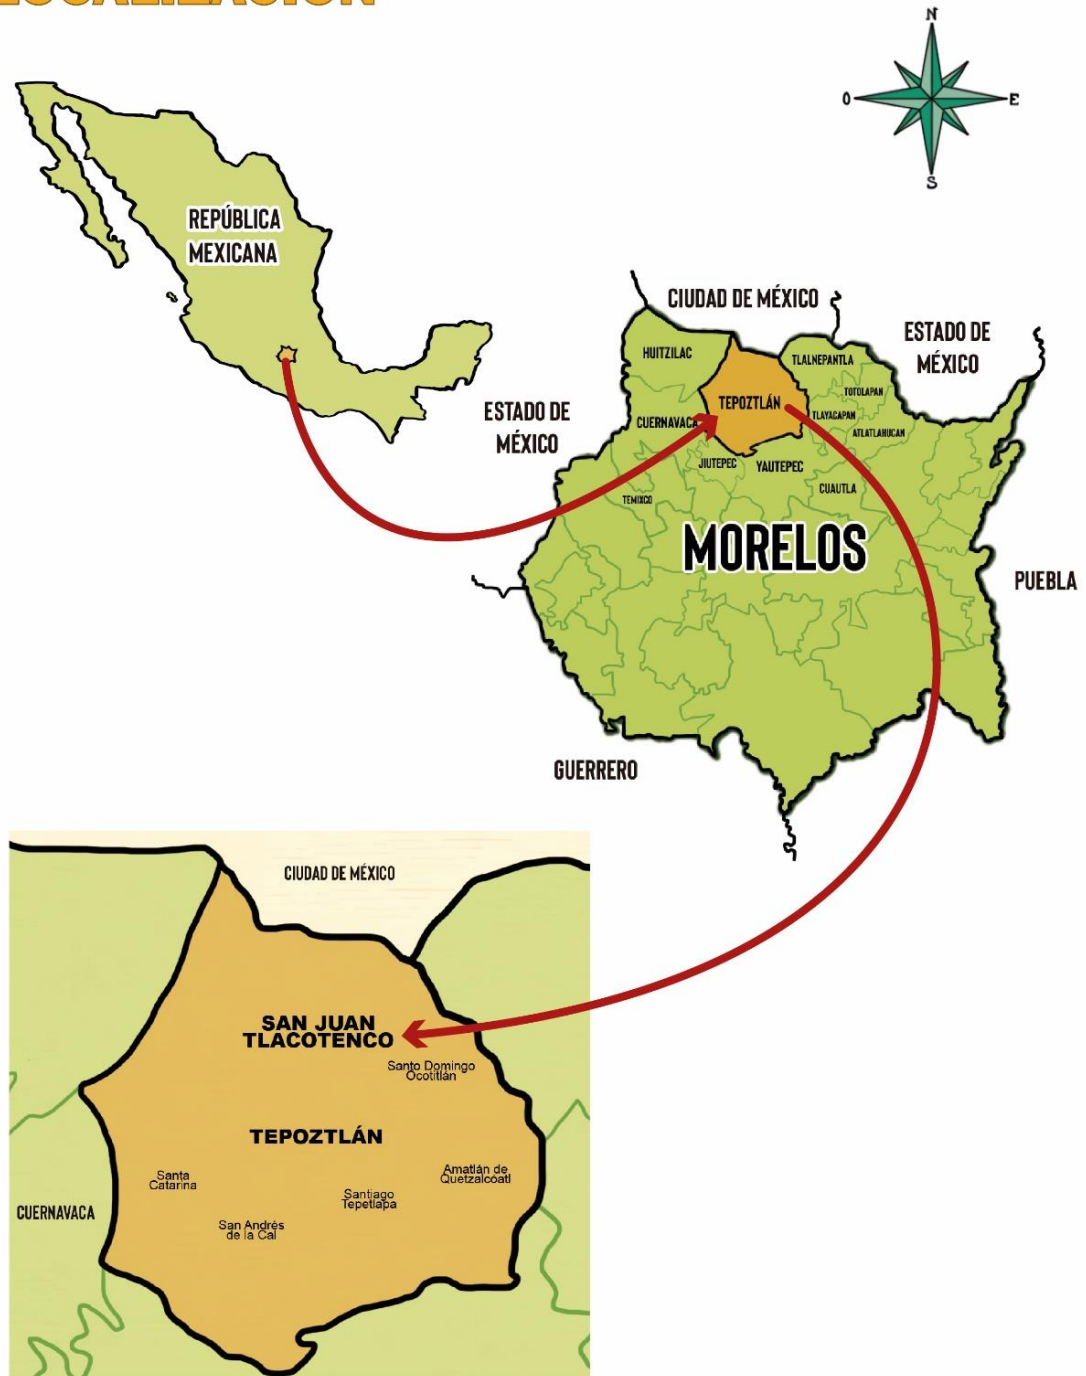 LOCALIZACIÓN
N
O
E
S
REPÚBLICA
MEXICANA
CIUDAD DE MÉXICO
ESTADO DE
MÉXICO
HUITZILAC
TLALNEPANTLA
TOTOLAPAN
TEPOZTLÁN
TLAYACAPAN
ATLATLAHUCAN
ESTADO DE
MÉXICO
CUERNAVACA
JIUTEPEC
YAUTEPEC
CUAUTLA
TEMIXCO
MORELOS
PUEBLA
GUERRERO
CIUDAD DE MÉXICO
SAN JUAN
TLACOTENCO
Santo Domingo
Ocotitlán
TEPOZTLÁN
Santa
Catarina
Amatlán de
Quetzalcóatl
Santiago
Tepetlapa
CUERNAVACA
San Andrés
de la Cal